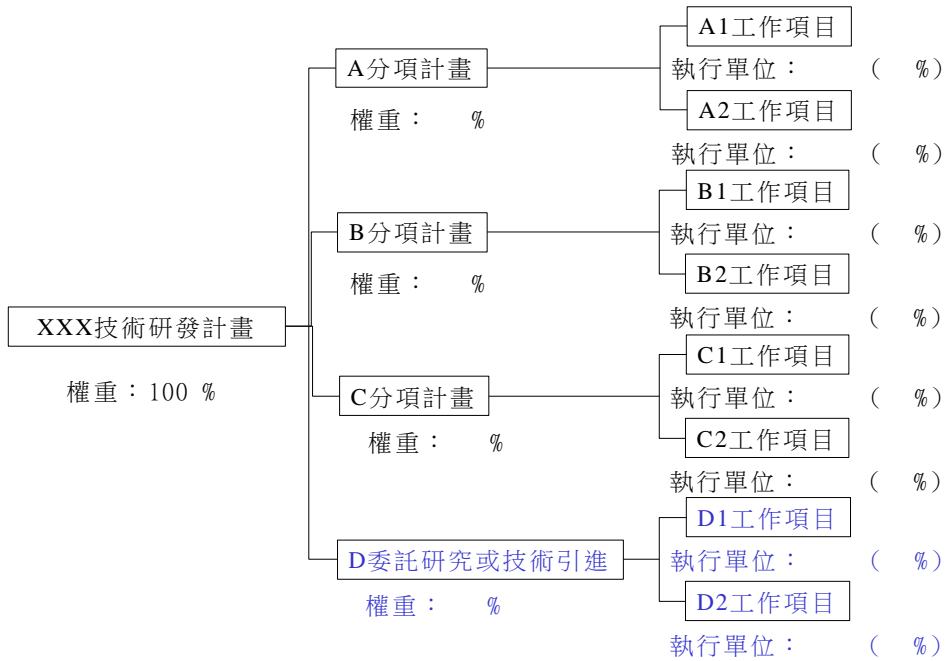 XXX技術研發計畫
權重：100 %
A分項計畫
權重： %
A1工作項目
執行單位： ( %)
A2工作項目
執行單位： ( %)
B分項計畫
權重： %
B1工作項目
執行單位： ( %)
B2工作項目
執行單位： ( %)
C分項計畫
權重： %
C1工作項目
執行單位： ( %)
C2工作項目
執行單位： ( %)
D委託研究或技術引進
權重： %
D1工作項目
執行單位： ( %)
D2工作項目
執行單位： ( %)